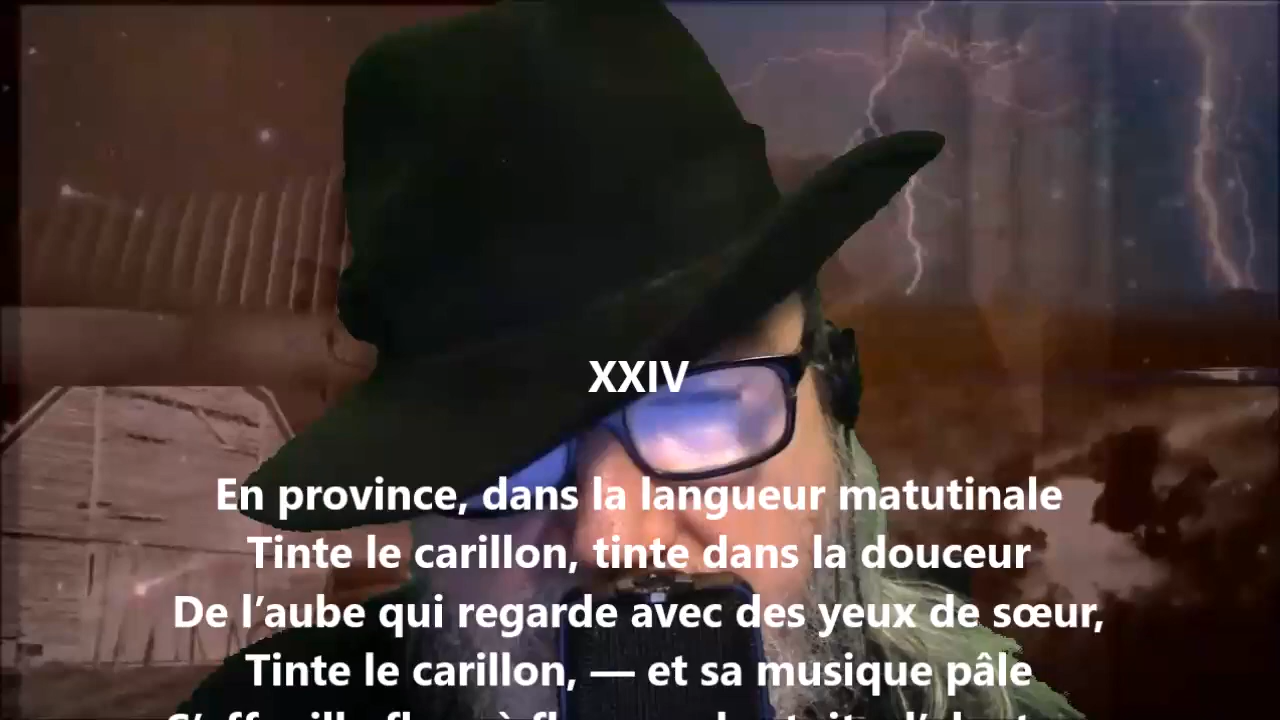 XXIV
En province, dans la langueur matutinale
Tinte le carillon, tinte dans la douceur
De l’aube qui regarde avec des yeux de sœur,
Tinte le carillon, — et sa musique pâle